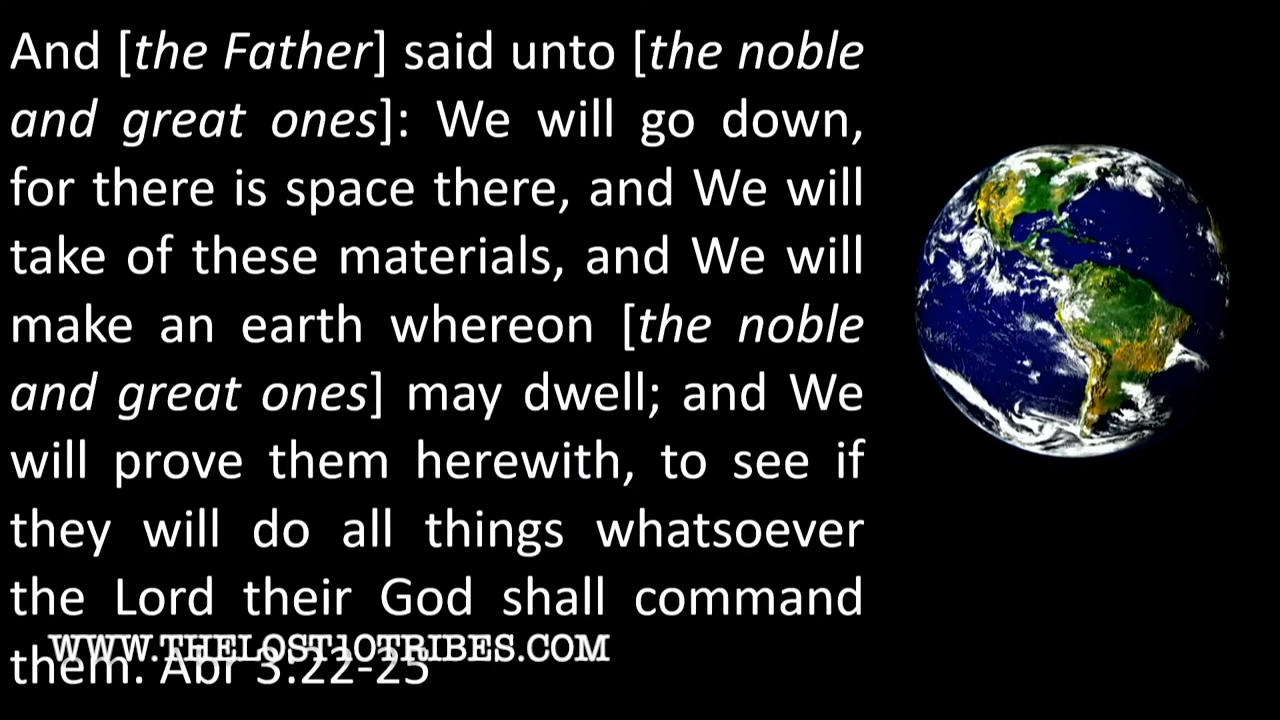 And [the Father] said unto [the noble
and great ones]: We will go down,
for there is space there, and We will
take of these materials, and We will
make an earth whereon [the noble
and great ones] may dwell; and We
will prove them herewith, to see if
they will do all things whatsoever
the Lord their God shall command
WWW.THELOST10TRIBES.COM
them. Abr 3:22-25